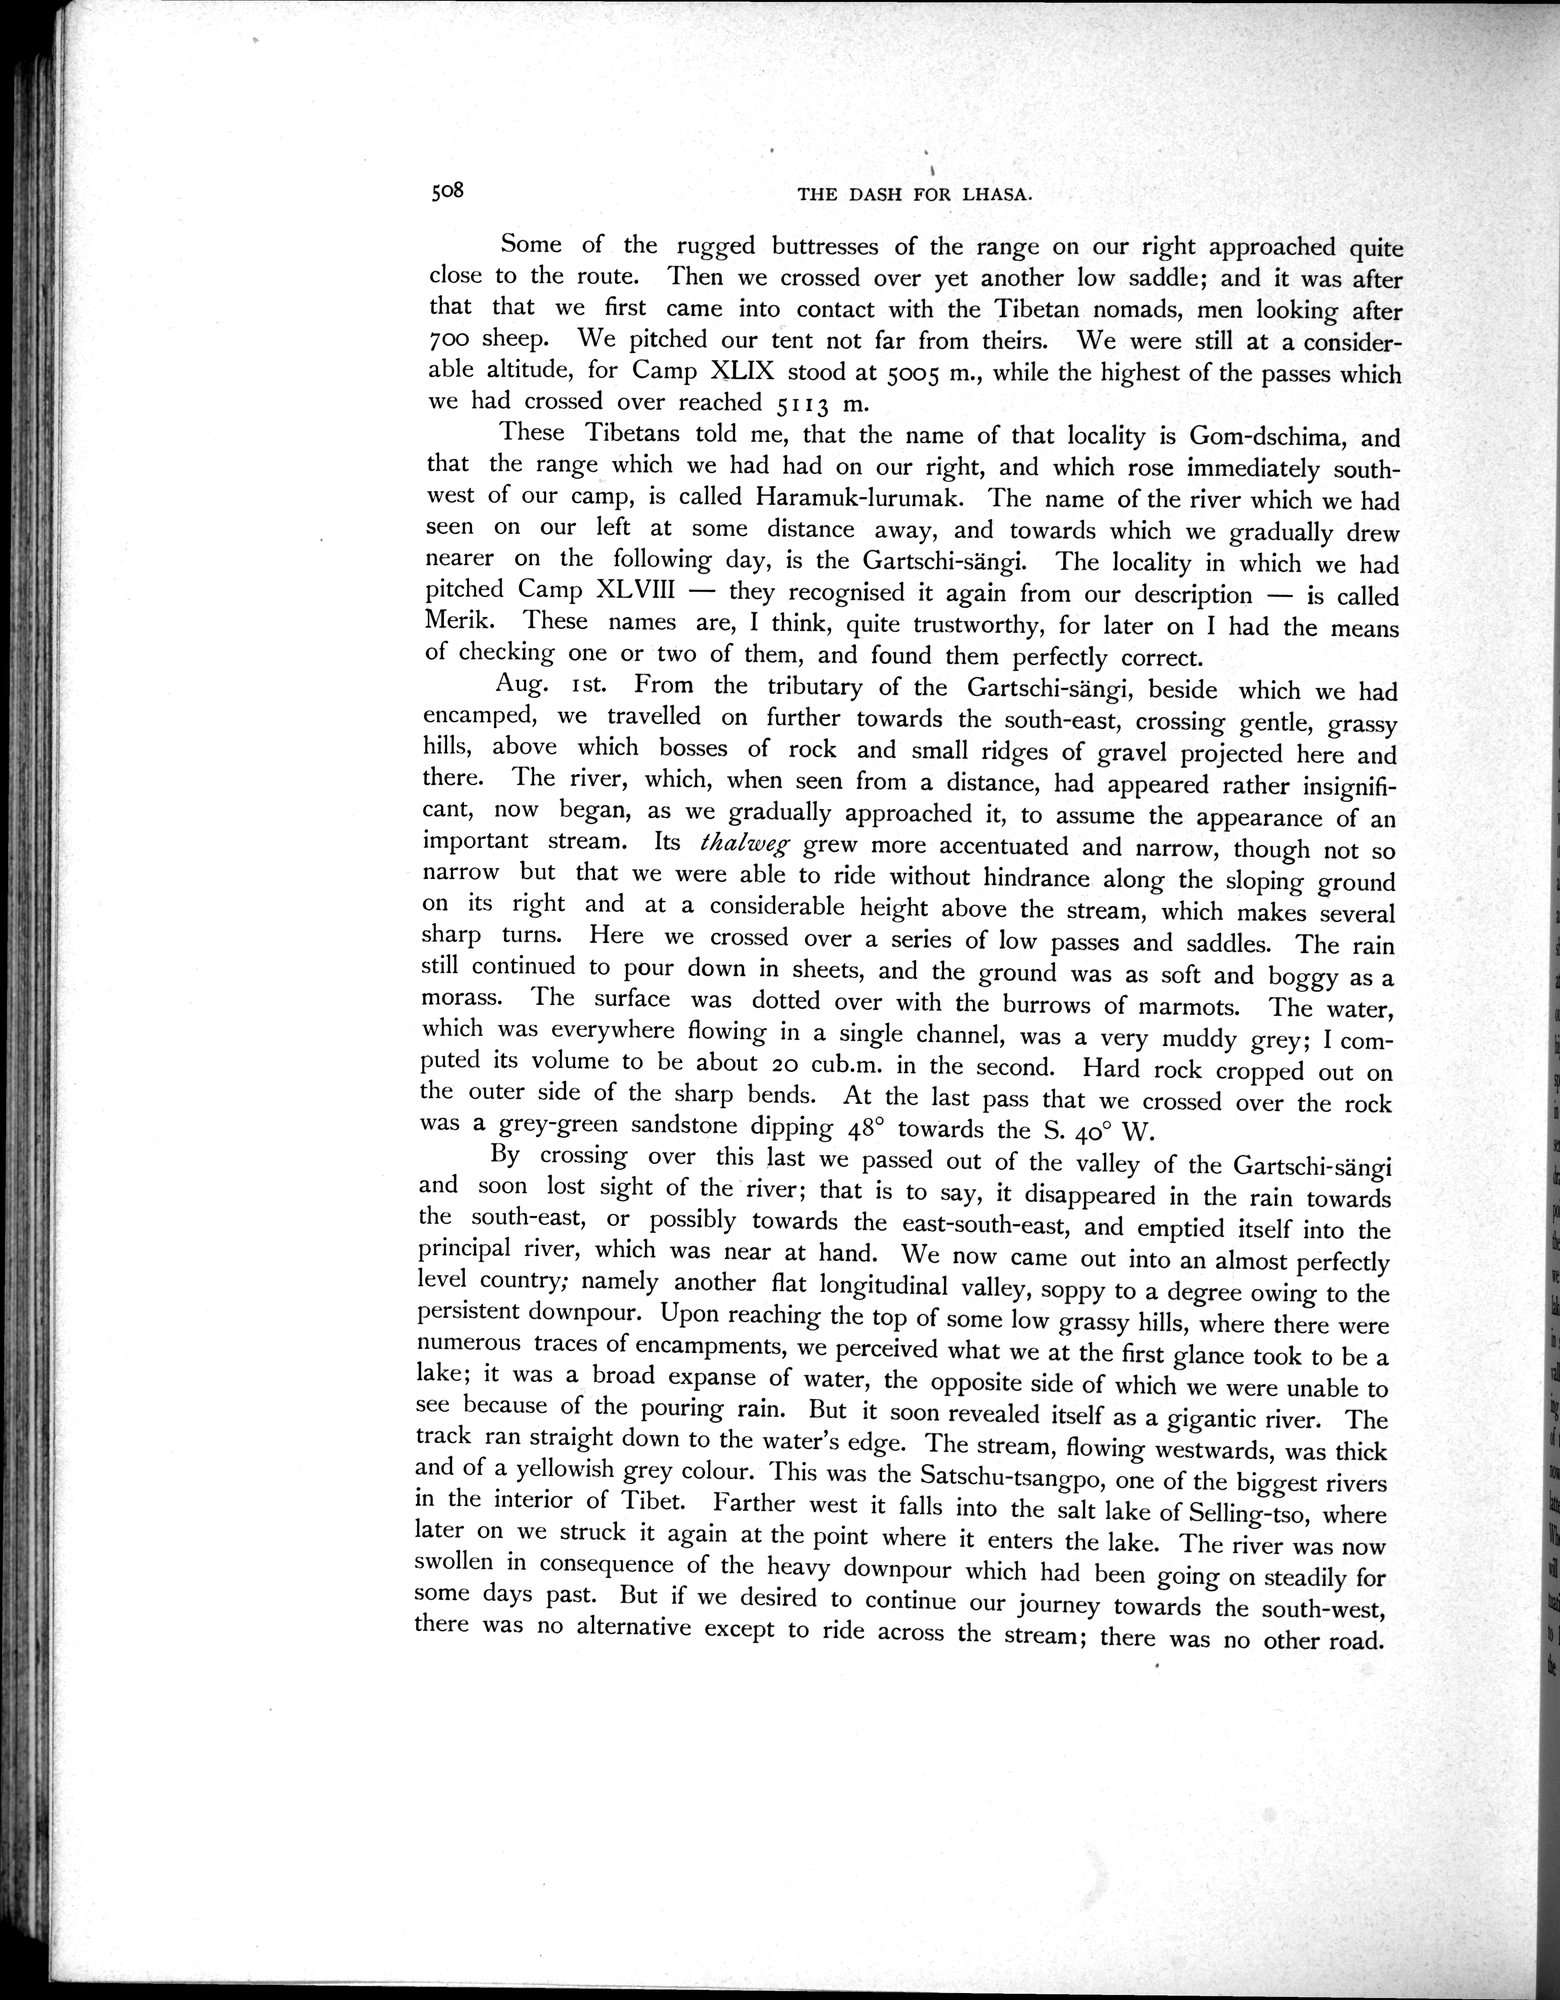 508
THE DASH FOR LHASA.
Some of the rugged buttresses of the range on our right approached quite
close to the route. Then we crossed over yet another low saddle; and it was after
that that we first came into contact with the Tibetan nomads, men looking after
700 sheep. We pitched our tent not far from theirs. We were still at a consider-
able altitude, for Camp XLIX stood at 5005 m., while the highest of the passes which
we had crossed over reached 5113 m.
These Tibetans told me, that the name of that locality is Gom-dschima, and
that the range which we had had on our right, and which rose immediately south-
west of our camp, is called Haramuk-lurumak. The name of the river which we had
seen on our left at some distance away, and towards which we gradually drew
nearer on the following day, is the Gartschi-sängi. The locality in which we had
pitched Camp XLVIII — they recognised it again from our description — is called
Merik. These names are, I think, quite trustworthy, for later on I had the means
of checking one or two of them, and found them perfectly correct.
Aug. 1st. From the tributary of the Gartschi-sängi, beside which we had
encamped, we travelled on further towards the south-east, crossing gentle, grassy
hills, above which bosses of rock and small ridges of gravel projected here and
there. The river, which, when seen from a distance, had appeared rather insignifi-
cant, now began, as we gradually approached it, to assume the appearance of an
important stream. Its thalweg grew more accentuated and narrow, though not so
narrow but that we were able to ride without hindrance along the sloping ground
on its right and at a considerable height above the stream, which makes several
sharp turns. Here we crossed over a series of low passes and saddles. The rain
still continued to pour down in sheets, and the ground was as soft and boggy as a
morass. The surface was dotted over with the burrows of marmots. The water,
which was everywhere flowing in a single channel, was a very muddy grey; I com-
puted its volume to be about 20 cub.m. in the second. Hard rock cropped out on
the outer side of the sharp bends. At the last pass that we crossed over the rock
was a grey-green sandstone dipping 48° towards the S. 40° W.
By crossing over this last we passed out of the valley of the Gartschi-sängi
and soon lost sight of the river; that is to say, it disappeared in the rain towards
the south-east, or possibly towards the east-south-east, and emptied itself into the
principal river, which was near at hand. We now came out into an almost perfectly
level country; namely another flat longitudinal valley, soppy to a degree owing to the
persistent downpour. Upon reaching the top of some low grassy hills, where there were
numerous traces of encampments, we perceived what we at the first glance took to be a
lake; it was a broad expanse of water, the opposite side of which we were unable to
see because of the pouring rain. But it soon revealed itself as a gigantic river. The
track ran straight down to the water's edge. The stream, flowing westwards, was thick
and of a yellowish grey colour. This was the Satschu-tsangpo, one of the biggest rivers
in the interior of Tibet. Farther west it falls into the salt lake of Selling-tso, where
later on we struck it again at the point where it enters the lake. The river was now
swollen in consequence of the heavy downpour which had been going on steadily for
some days past. But if we desired to continue our journey towards the south-west,
there was no alternative except to ride across the stream; there was no other road.